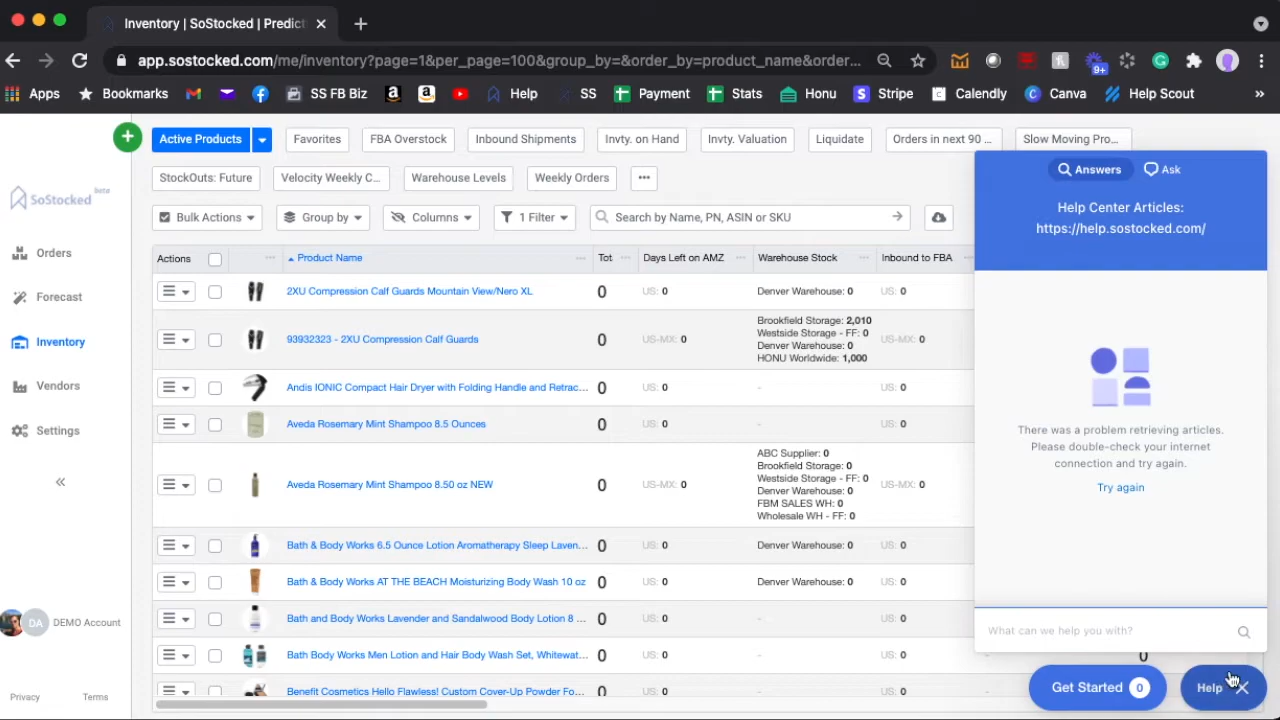 Inventory | SoStocked | Predict
app.sostocked.com/me/inventory?page=1&per_page=100&group_by=&order_by=product_name&order...
9+
Apps
Bookmarks
SS FB Biz
Help
SS
Payment
Stats
Honu
Stripe
Calendly
Canva
Help Scout
»
SoStocked beta
Orders
Forecast
Inventory
Vendors
Settings
«
DA
DEMO Account
Privacy
Terms
Active Products
Favorites
FBA Overstock
Inbound Shipments
Invty. on Hand
Invty. Valuation
Liquidate
Orders in next 90 ...
Slow Moving Pro...
StockOuts: Future
Velocity Weekly C...
Warehouse Levels
Weekly Orders
Bulk Actions
Group by
Columns
1 Filter
Search by Name, PN, ASIN or SKU
Actions
Product Name
Tot
Days Left on AMZ
Warehouse Stock
Inbound to FBA
2XU Compression Calf Guards Mountain View/Nero XL
0
US: 0
Denver Warehouse: 0
US: 0
93932323 - 2XU Compression Calf Guards
0
US-MX: 0
Brookfield Storage: 2,010
Westside Storage - FF: 0
Denver Warehouse: 0
HONU Worldwide: 1,000
US-MX: 0
Andis IONIC Compact Hair Dryer with Folding Handle and Retrac...
0
US: 0
-
US: 0
Aveda Rosemary Mint Shampoo 8.5 Ounces
0
US: 0
-
US: 0
Aveda Rosemary Mint Shampoo 8.50 oz NEW
0
US-MX: 0
ABC Supplier: 0
Brookfield Storage: 0
Westside Storage - FF: 0
Denver Warehouse: 0
FBM SALES WH: 0
Wholesale WH - FF: 0
US-MX: 0
Bath & Body Works 6.5 Ounce Lotion Aromatherapy Sleep Laven...
0
US: 0
Denver Warehouse: 0
US: 0
Bath & Body Works AT THE BEACH Moisturizing Body Wash 10 oz
0
US: 0
Denver Warehouse: 0
US: 0
Bath and Body Works Lavender and Sandalwood Body Lotion 8 ...
0
US: 0
-
US: 0
Bath Body Works Men Lotion and Hair Body Wash Set, Whitewat...
0
US: 0
-
US: 0
0
Benefit Cosmetics Hello Flawless! Custom Cover-Up Powder Fo...
0
US: 0
-
US: 0
Answers
Ask
Help Center Articles:
https://help.sostocked.com/
There was a problem retrieving articles.
Please double-check your internet
connection and try again.
Try again
What can we help you with?
Get Started 0
Help